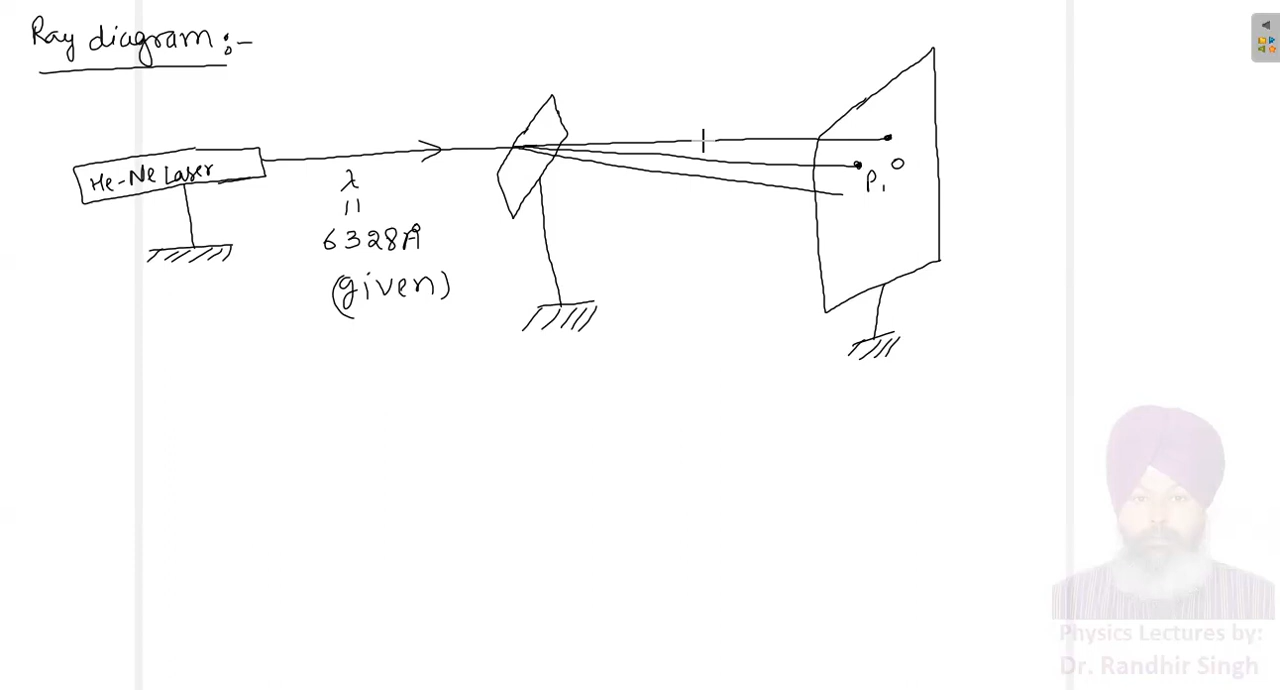 Ray diagram :-
He-Ne Laser
λ
=
6328Å
(given)
O
P1
Physics Lectures by:
Dr. Randhir Singh